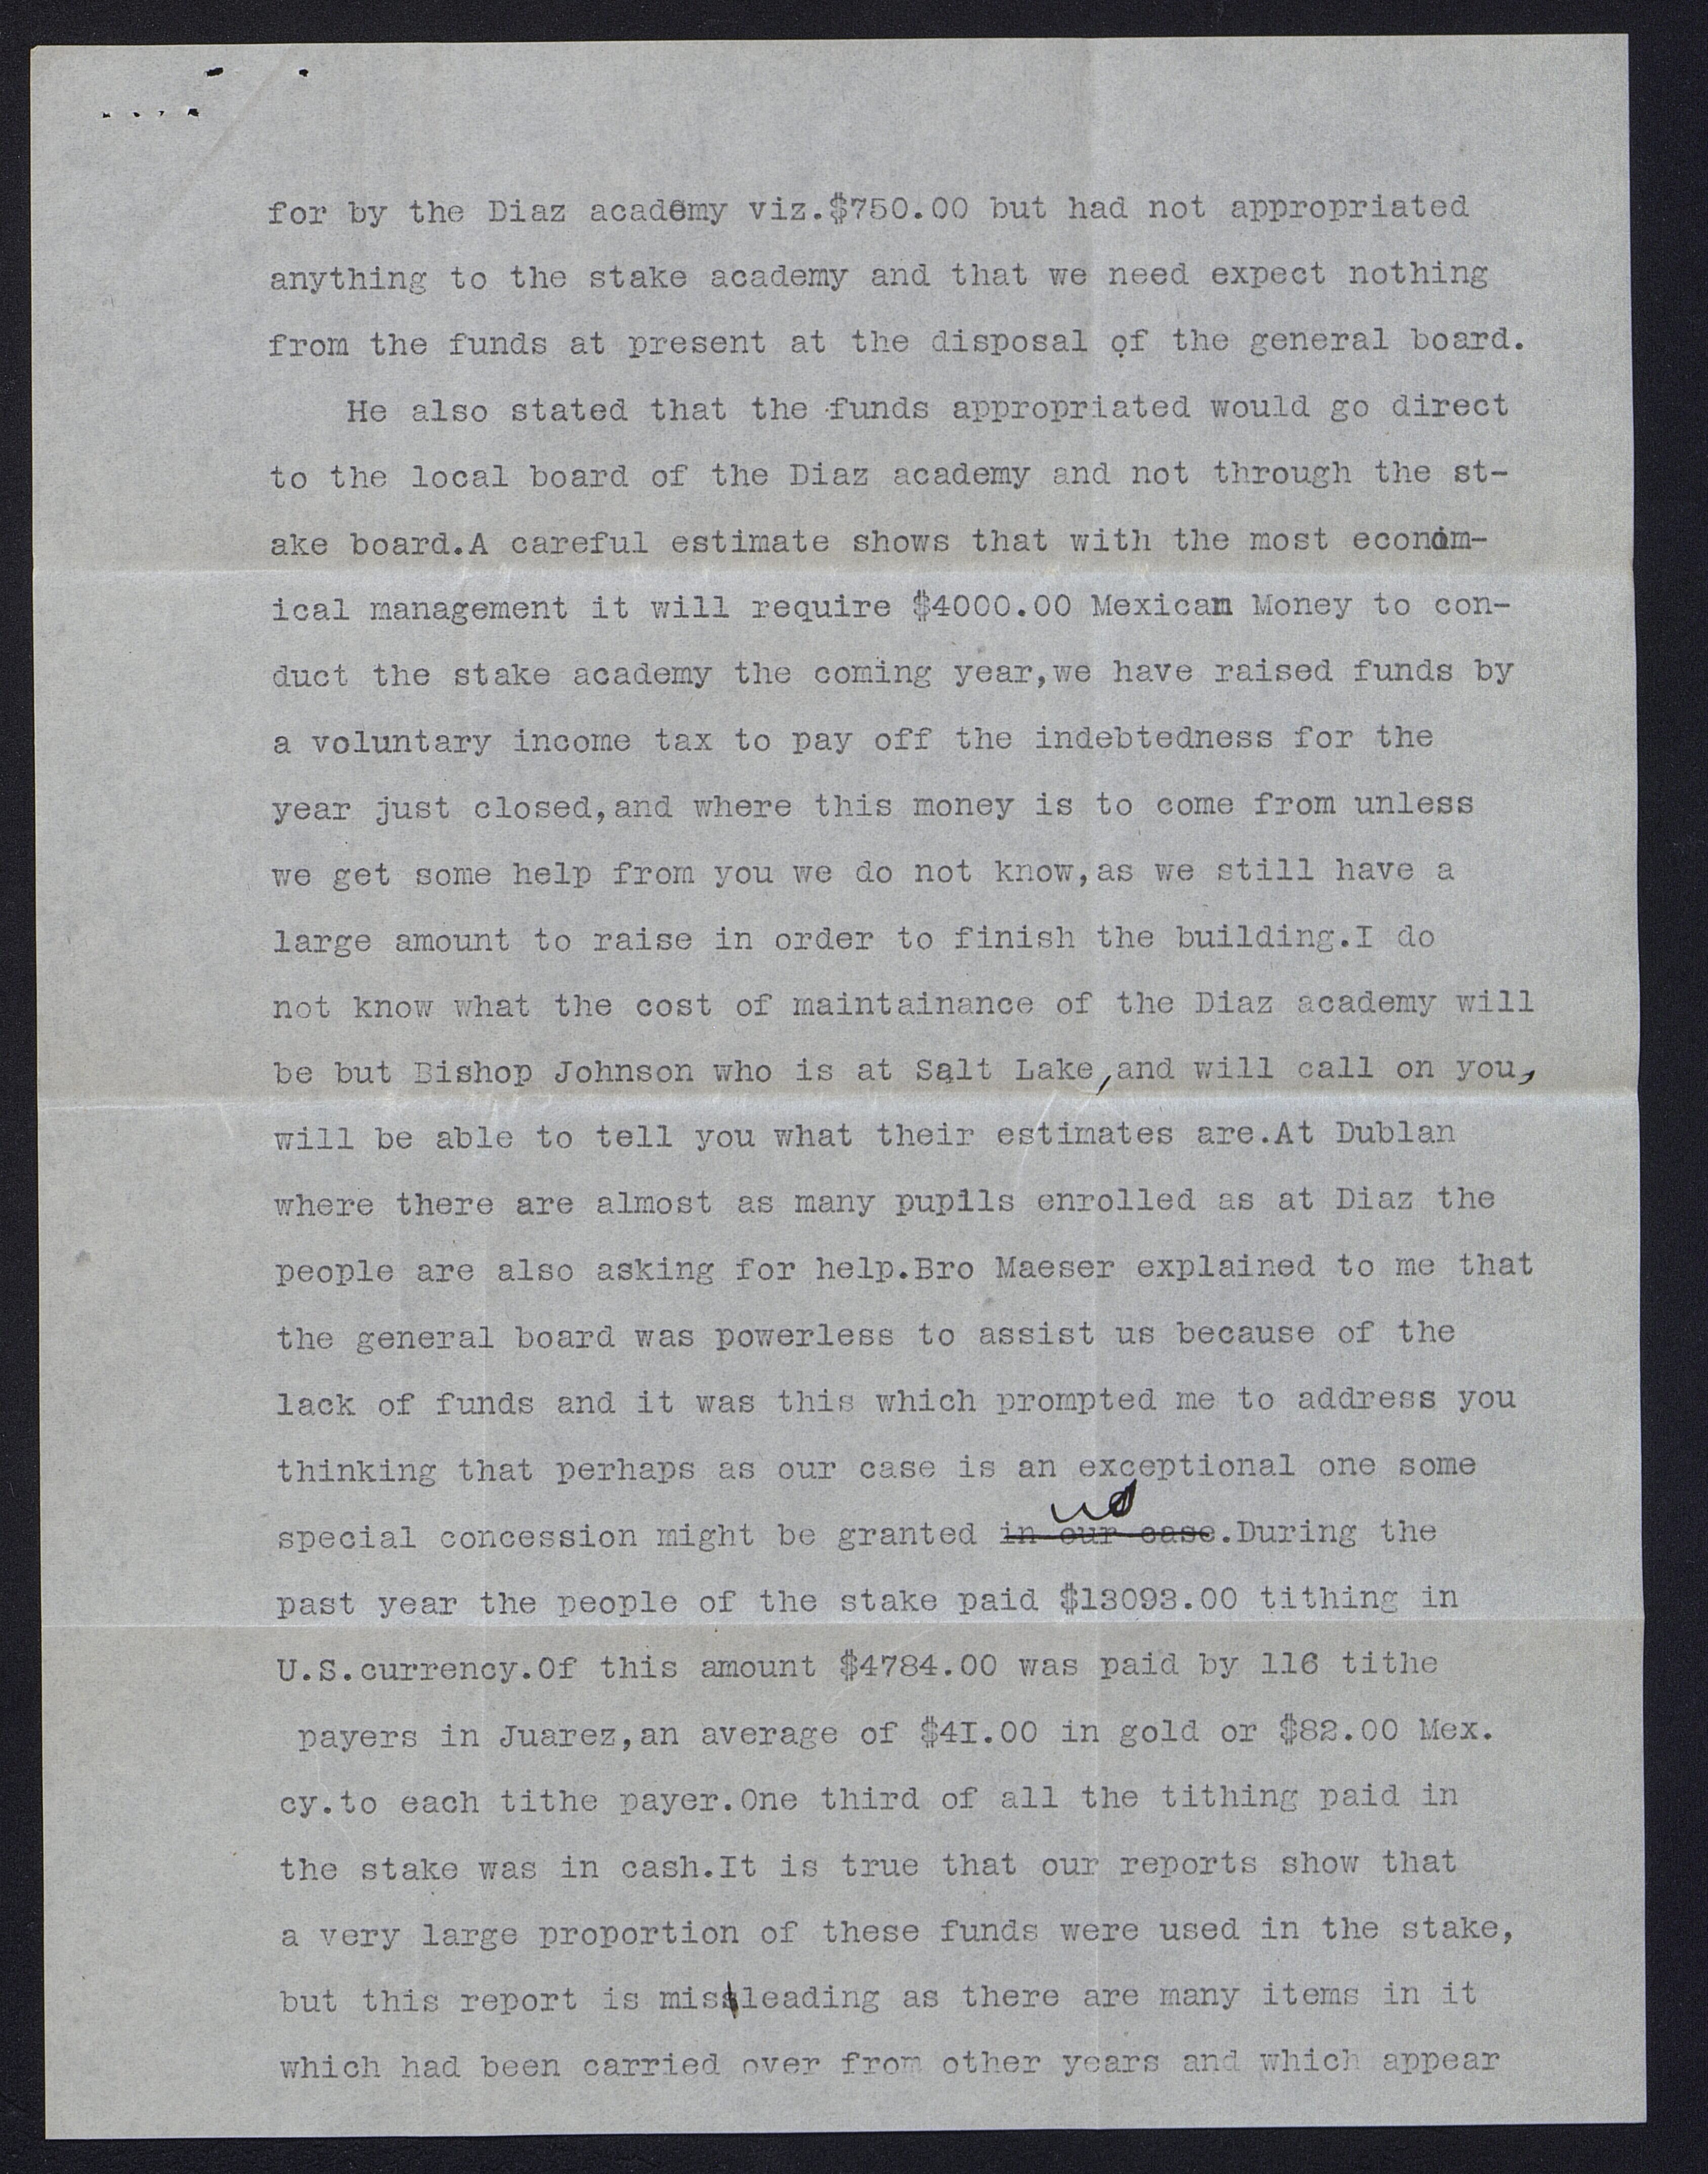 for by the Diaz academy viz.$750.00 but had not appropriated
anything to the stake academy and that we need expect nothing
from the funds at present at the disposal of the general board.
He also stated that the funds appropriated would go direct
to the local board of the Diaz academy and not through the st-
ake board.A careful estimate shows that with the most econom-
ical management it will require $4000.00 Mexican Money to con-
duct the stake academy the coming year,we have raised funds by
a voluntary income tax to pay off the indebtedness for the
year just closed,and where this money is to come from unless
we get some help from you we do not know,as we still have a
large amount to raise in order to finish the building.I do
not know what the cost of maintainance of the Diaz academy will
be but Bishop Johnson who is at Salt Lake,and will call on you,
will be able to tell you what their estimates are.At Dublan
where there are almost as many pupils enrolled as at Diaz the
people are also asking for help.Bro Maeser explained to me that
the general board was powerless to assist us because of the
lack of funds and it was this which prompted me to address you
thinking that perhaps as our case is an exceptional one some
us
special concession might be granted in our case.During the
past year the people of the stake paid $13093.00 tithing in
U.S.currency.Of this amount $4784.00 was paid by 116 tithe
payers in Juarez,an average of $4I.00 in gold or $82.00 Mex.
cy.to each tithe payer.One third of all the tithing paid in
the stake was in cash.It is true that our reports show that
a very large proportion of these funds were used in the stake,
but this report is missleading as there are many items in it
which had been carried over from other years and which appear